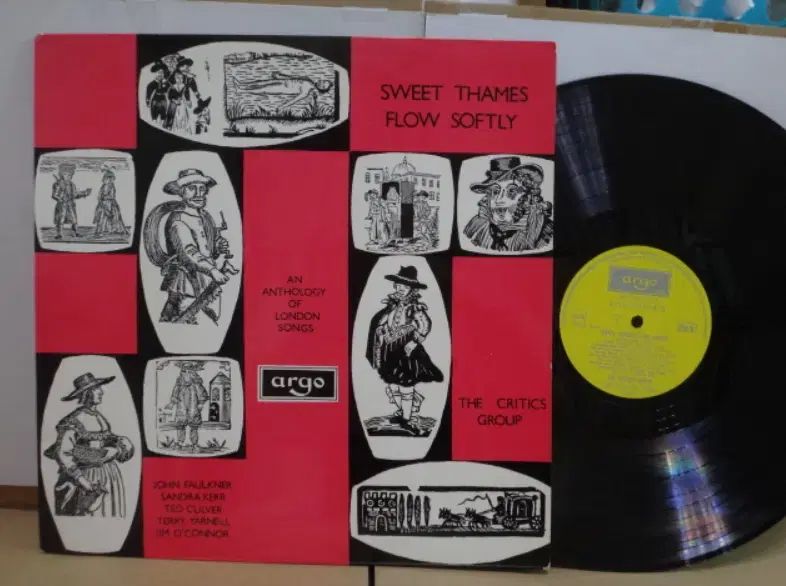 SWEET THAMES
FLOW SOFTLY
AN
ANTHOLOGY
OF
LONDON
SONGS
argo
THE CRITICS
GROUP
JOHN FAULKNER
SANDRA KERR
TED CULVER
TERRY YARNELL
JIM O'CONNOR
argo